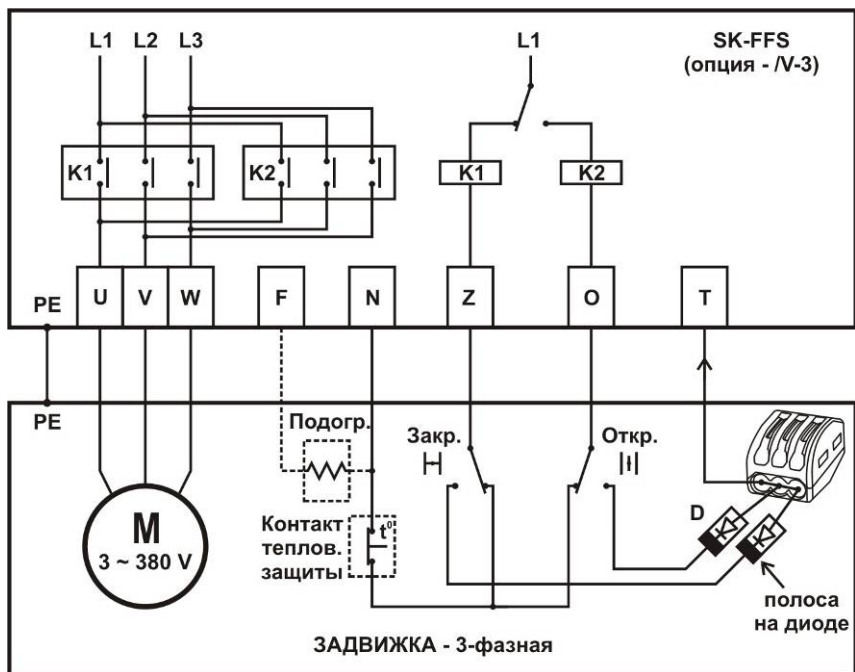 L1 L2 L3
L1
SK-FFS
(опция - /V-3)
K1
K2
K1
K2
PE
U
V
W
F
N
Z
O
T
PE
Подогр.
Закр.
Откр.
D
M
3 ~ 380 V
Контакт
теплов.
защиты
t⁰
полоса
на диоде
ЗАДВИЖКА - 3-фазная